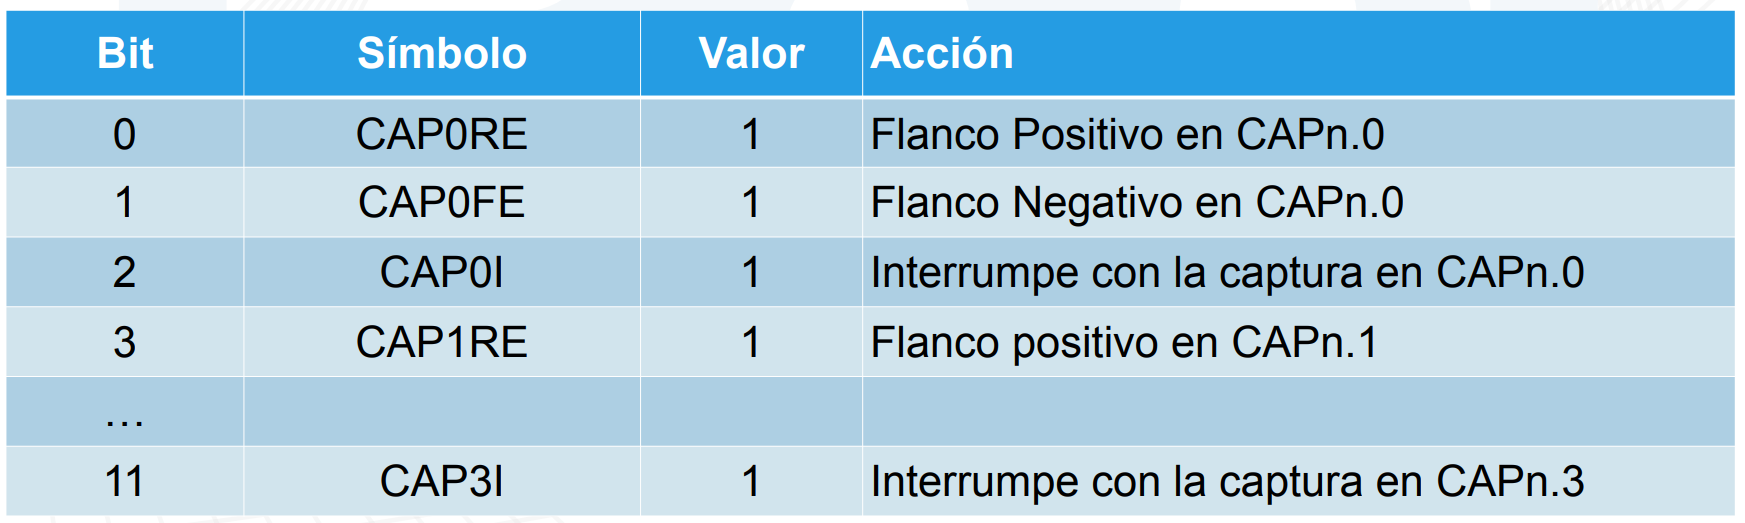 Bit Símbolo Valor Acción
0 CAP0RE 1 Flanco Positivo en CAPn.0
1 CAP0FE 1 Flanco Negativo en CAPn.0
2 CAP0I 1 Interrumpe con la captura en CAPn.0
3 CAP1RE 1 Flanco positivo en CAPn.1
…
11 CAP3I 1 Interrumpe con la captura en CAPn.3